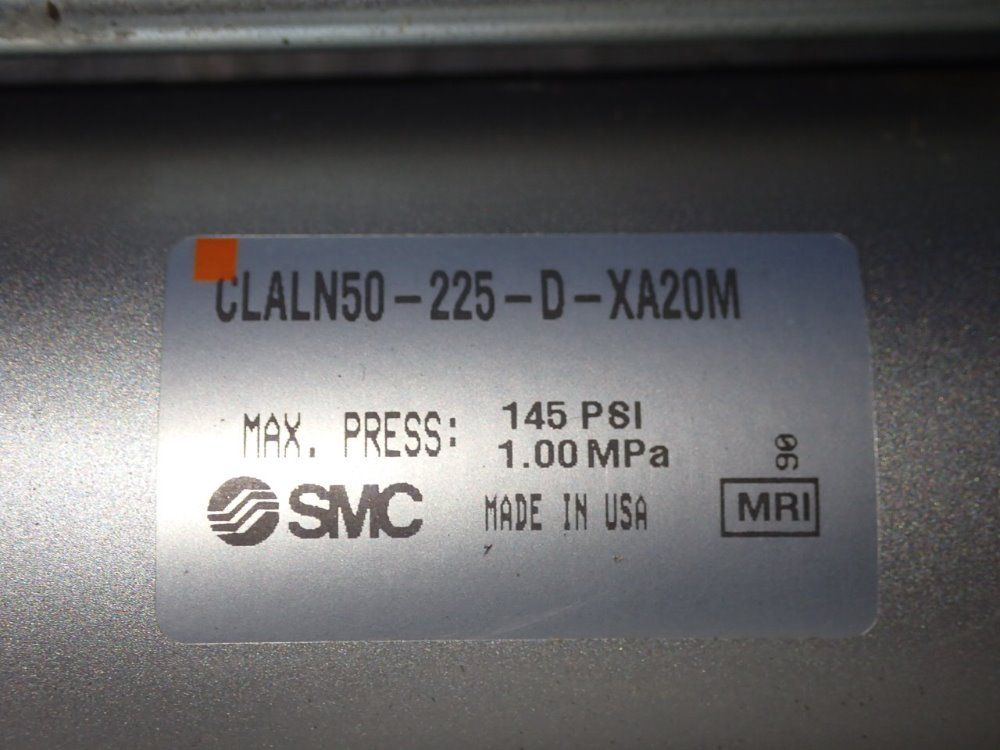 CLALN50-225-D-XA20M
MAX. PRESS: 145 PSI
1.00 MPa
90
SMC MADE IN USA MRI